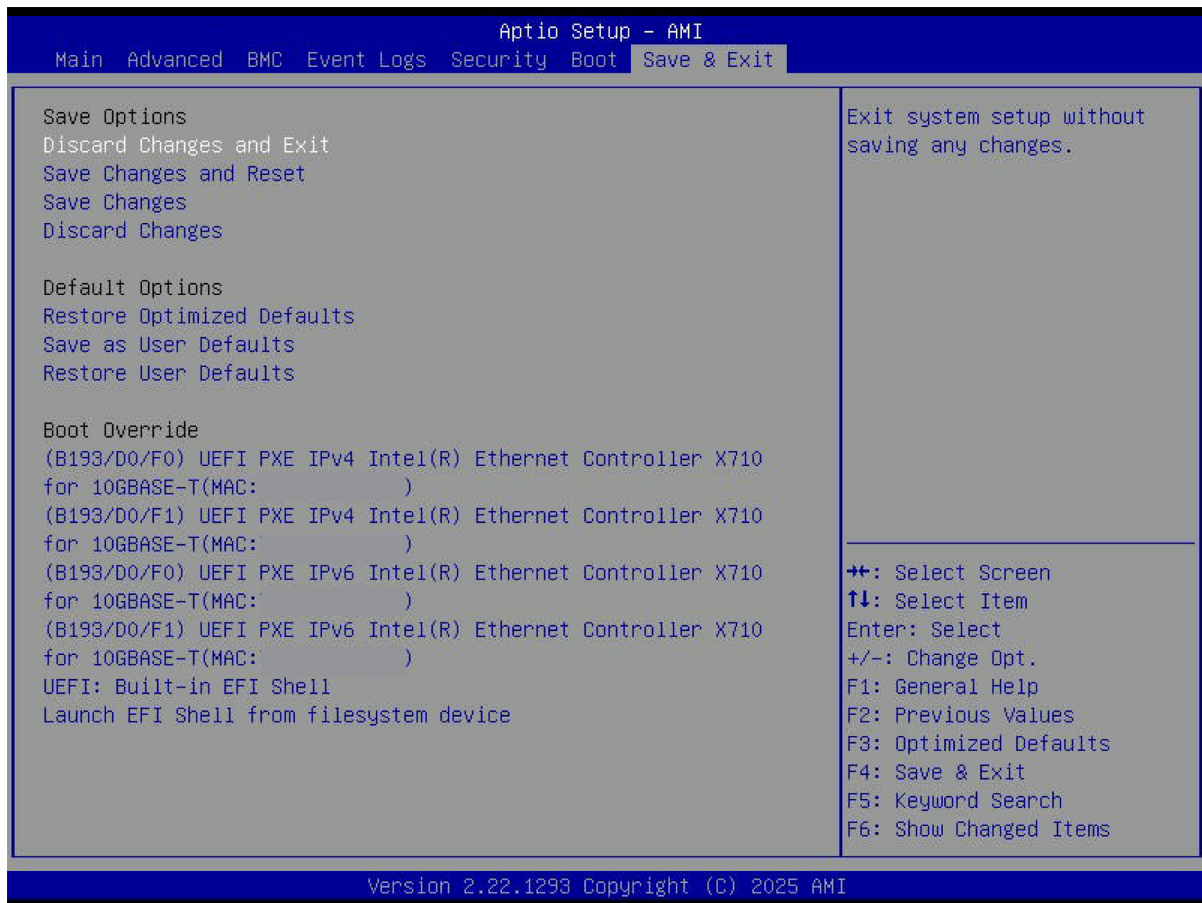 Aptio Setup - AMI
Main Advanced BMC Event Logs Security Boot Save & Exit
Save Options
Discard Changes and Exit
Save Changes and Reset
Save Changes
Discard Changes
Default Options
Restore Optimized Defaults
Save as User Defaults
Restore User Defaults
Boot Override
(B193/D0/F0) UEFI PXE IPv4 Intel(R) Ethernet Controller X710
for 10GBASE-T(MAC: )
(B193/D0/F1) UEFI PXE IPv4 Intel(R) Ethernet Controller X710
for 10GBASE-T(MAC: )
(B193/D0/F0) UEFI PXE IPv6 Intel(R) Ethernet Controller X710
for 10GBASE-T(MAC: )
(B193/D0/F1) UEFI PXE IPv6 Intel(R) Ethernet Controller X710
for 10GBASE-T(MAC: )
UEFI: Built-in EFI Shell
Launch EFI Shell from filesystem device
Exit system setup without
saving any changes.
→←: Select Screen
↑↓: Select Item
Enter: Select
+/-: Change Opt.
F1: General Help
F2: Previous Values
F3: Optimized Defaults
F4: Save & Exit
F5: Keyword Search
F6: Show Changed Items
Version 2.22.1293 Copyright (C) 2025 AMI